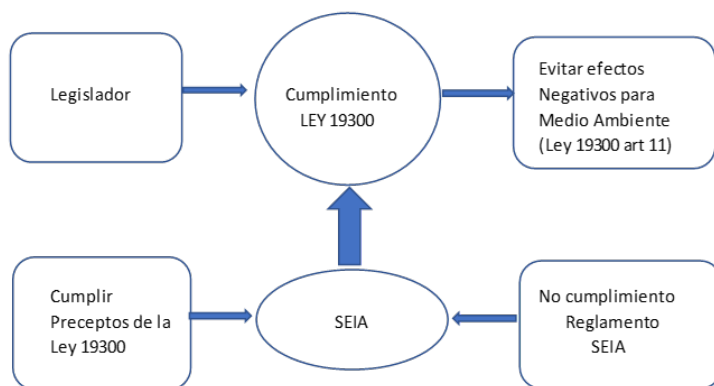 Legislador
Cumplimiento
LEY 19300
Evitar efectos
Negativos para
Medio Ambiente
(Ley 19300 art 11)
Cumplir
Preceptos de la
Ley 19300
SEIA
No cumplimiento
Reglamento
SEIA